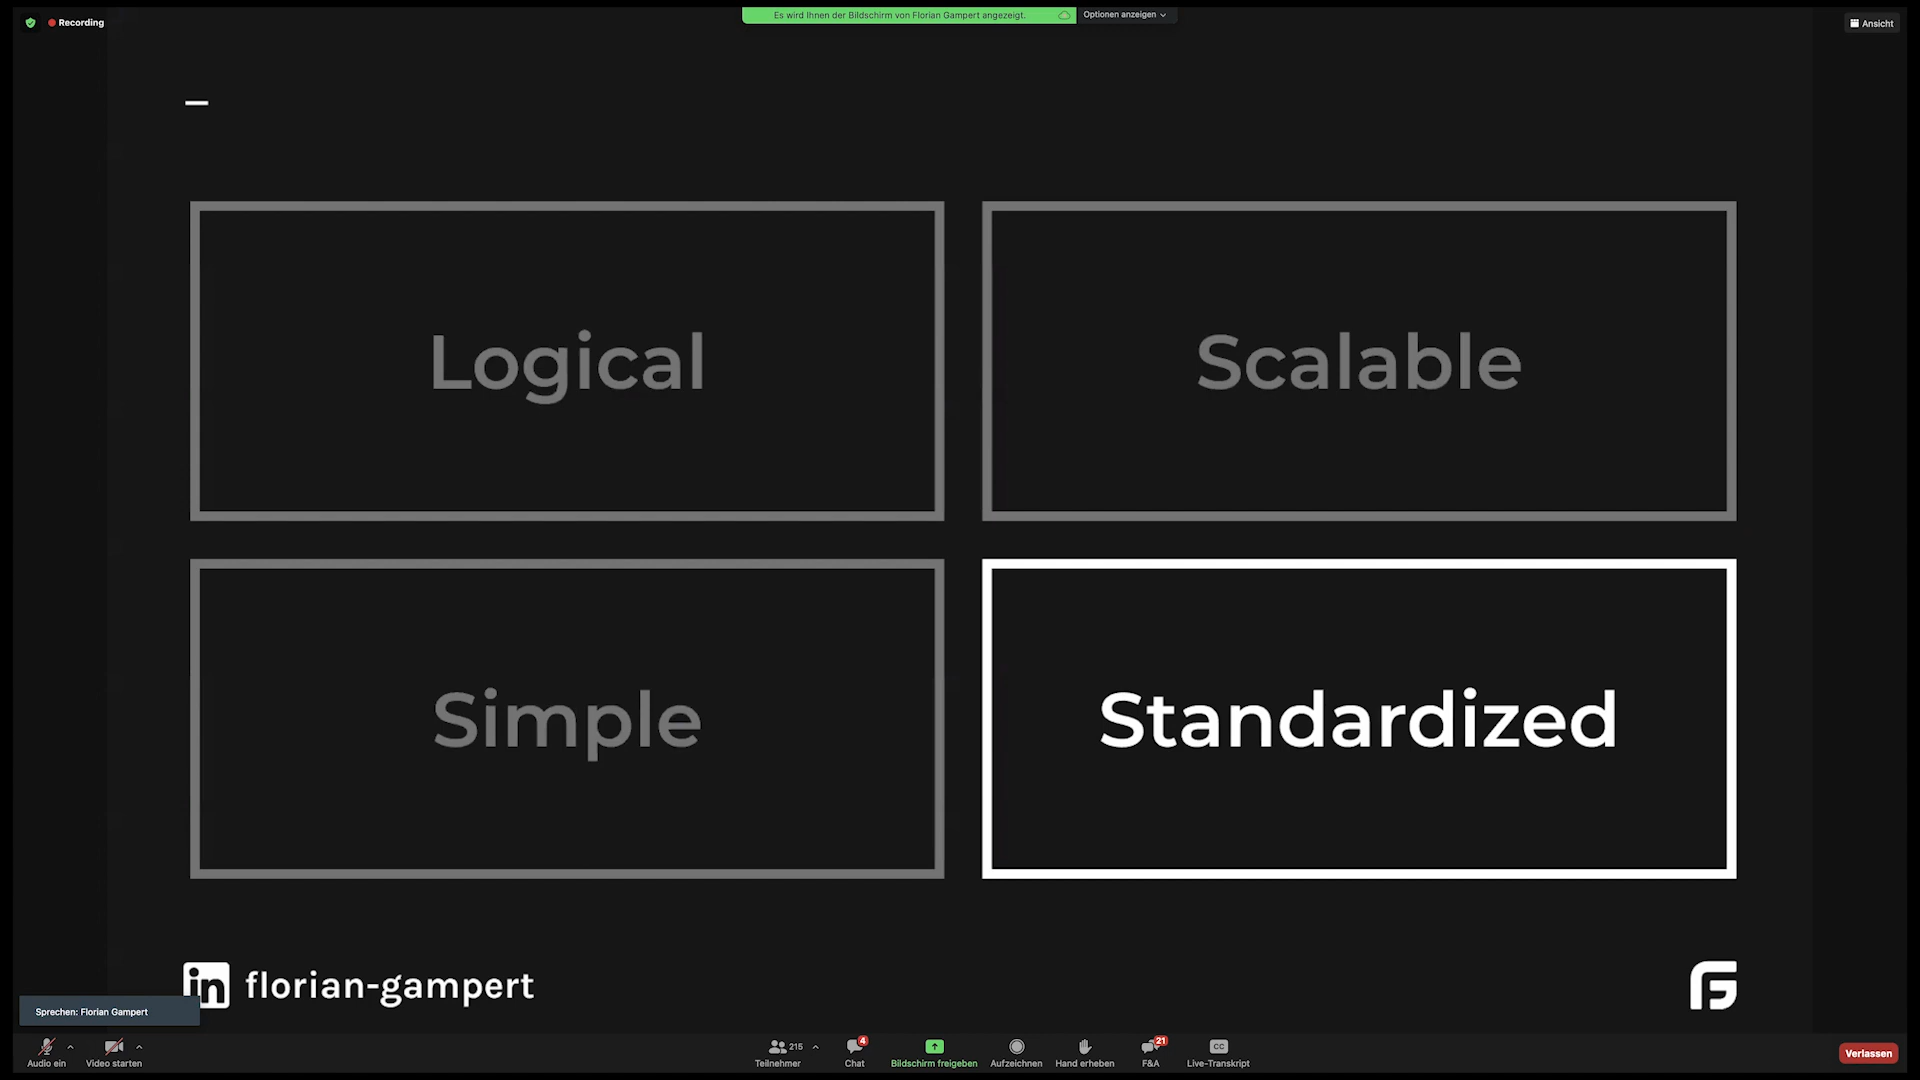 Recording
Es wird Ihnen der Bildschirm von Florian Gampert angezeigt.
Optionen anzeigen
Ansicht
Logical
Scalable
Simple
Standardized
in florian-gampert
Sprechen: Florian Gampert
Audio ein
Video starten
215
Teilnehmer
4
Chat
Bildschirm freigeben
Aufzeichnen
Hand erheben
21
F&A
CC
Live-Transkript
Verlassen